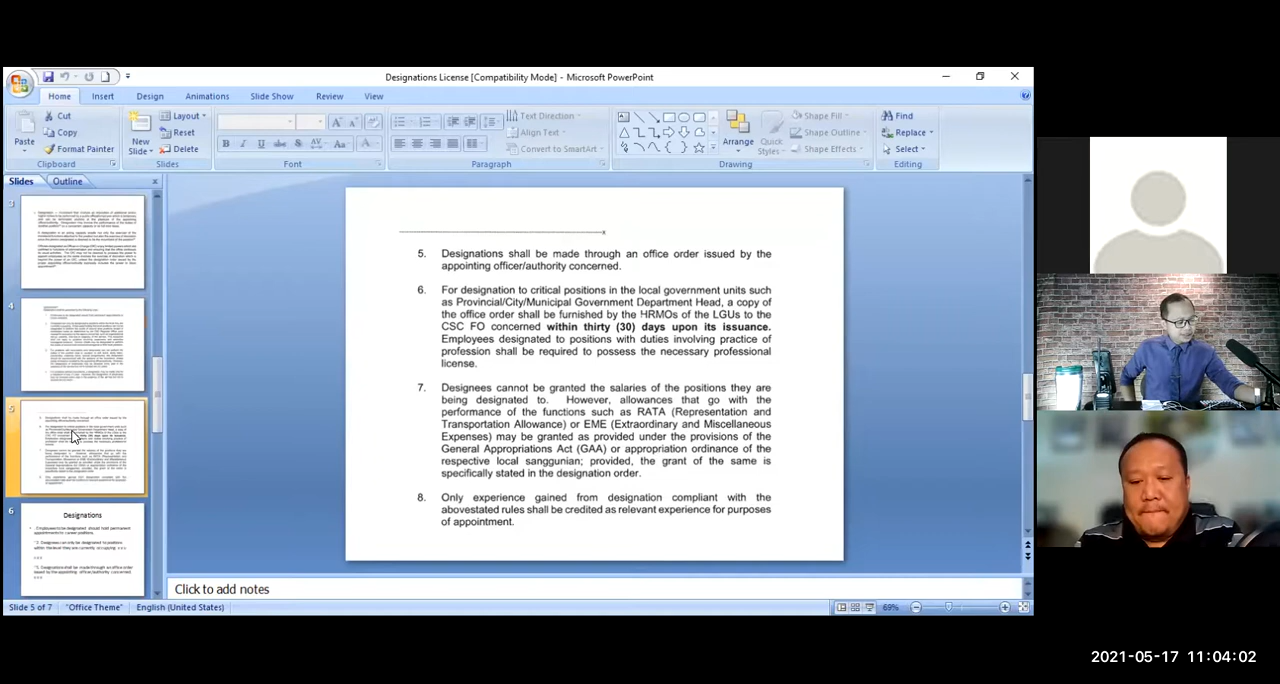 Designations License [Compatibility Mode] - Microsoft PowerPoint
Home Insert Design Animations Slide Show Review View
Paste
Cut
Copy
Format Painter
Clipboard
New Slide
Layout
Reset
Delete
Slides
B I U abe S AV Aa A
Font
Text Direction
Align Text
Convert to SmartArt
Paragraph
Arrange
Quick Styles
Shape Fill
Shape Outline
Shape Effects
Drawing
Find
Replace
Select
Editing
Slides Outline
3
4
5
6
Designations
x
5. Designations shall be made through an office order issued by the
appointing officer/authority concerned.
6. For designation to critical positions in the local government units such
as Provincial/City/Municipal Government Department Head, a copy of
the office order shall be furnished by the HRMOs of the LGUs to the
CSC FO concerned within thirty (30) days upon its issuance.
Employees designated to positions with duties involving practice of
profession shall be required to possess the necessary professional
license.
7. Designees cannot be granted the salaries of the positions they are
being designated to. However, allowances that go with the
performance of the functions such as RATA (Representation and
Transportation Allowance) or EME (Extraordinary and Miscellaneous
Expenses) may be granted as provided under the provisions of the
General Appropriations Act (GAA) or appropriation ordinance of the
respective local sanggunian; provided, the grant of the same is
specifically stated in the designation order.
8. Only experience gained from designation compliant with the
abovestated rules shall be credited as relevant experience for purposes
of appointment.
Click to add notes
Slide 5 of 7 "Office Theme" English (United States) 69%
2021-05-17 11:04:02